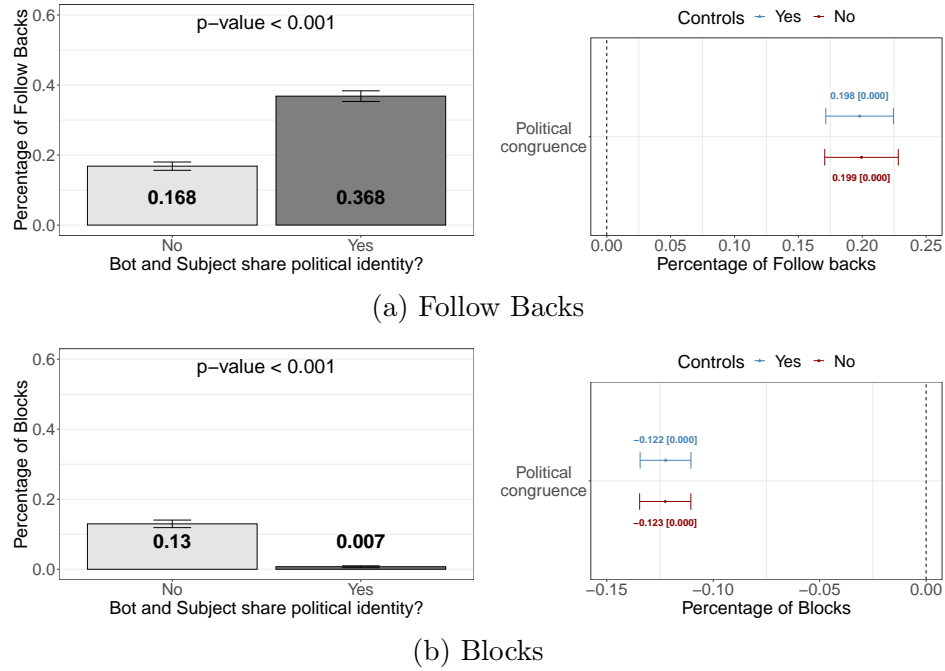 Percentage of Follow Backs
0.6
0.4
0.2
0.0
p−value < 0.001
0.168
0.368
No
Yes
Bot and Subject share political identity?
Controls Yes No
Political
congruence
0.198 [0.000]
0.199 [0.000]
0.00
0.05
0.10
0.15
0.20
0.25
Percentage of Follow backs
(a) Follow Backs
Percentage of Blocks
0.6
0.4
0.2
0.0
p−value < 0.001
0.13
0.007
No
Yes
Bot and Subject share political identity?
Controls Yes No
Political
congruence
−0.122 [0.000]
−0.123 [0.000]
−0.15
−0.10
−0.05
0.00
Percentage of Blocks
(b) Blocks